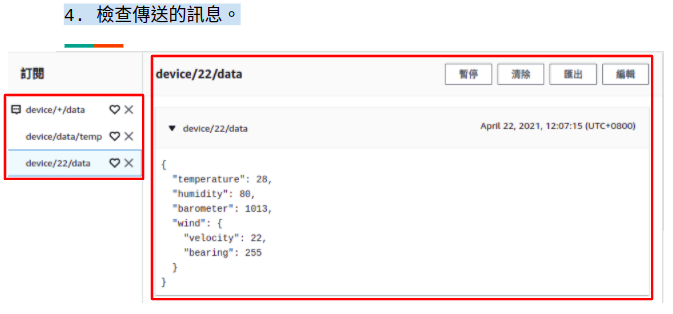 4. 檢查傳送的訊息。
訂閱
device/+/data
device/data/temp
device/22/data
device/22/data
暫停
清除
匯出
編輯
device/22/data
April 22, 2021, 12:07:15 (UTC+0800)
{
"temperature": 28,
"humidity": 80,
"barometer": 1013,
"wind": {
"velocity": 22,
"bearing": 255
}
}